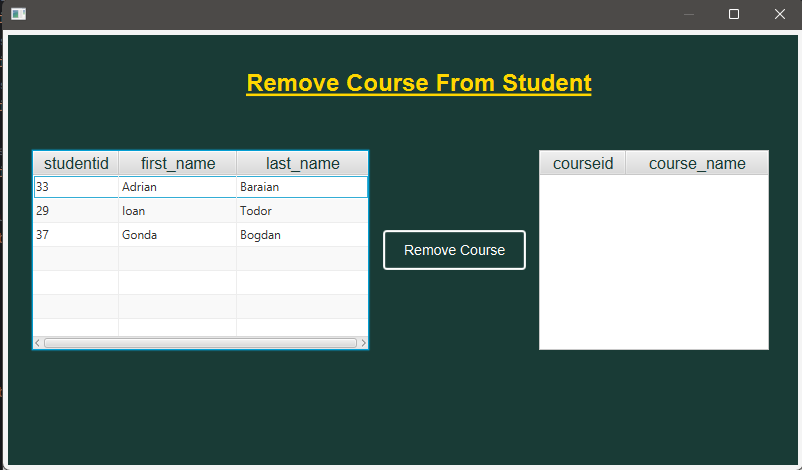 Remove Course From Student
studentid first_name last_name
33 Adrian Baraian
29 Ioan Todor
37 Gonda Bogdan
Remove Course
courseid course_name